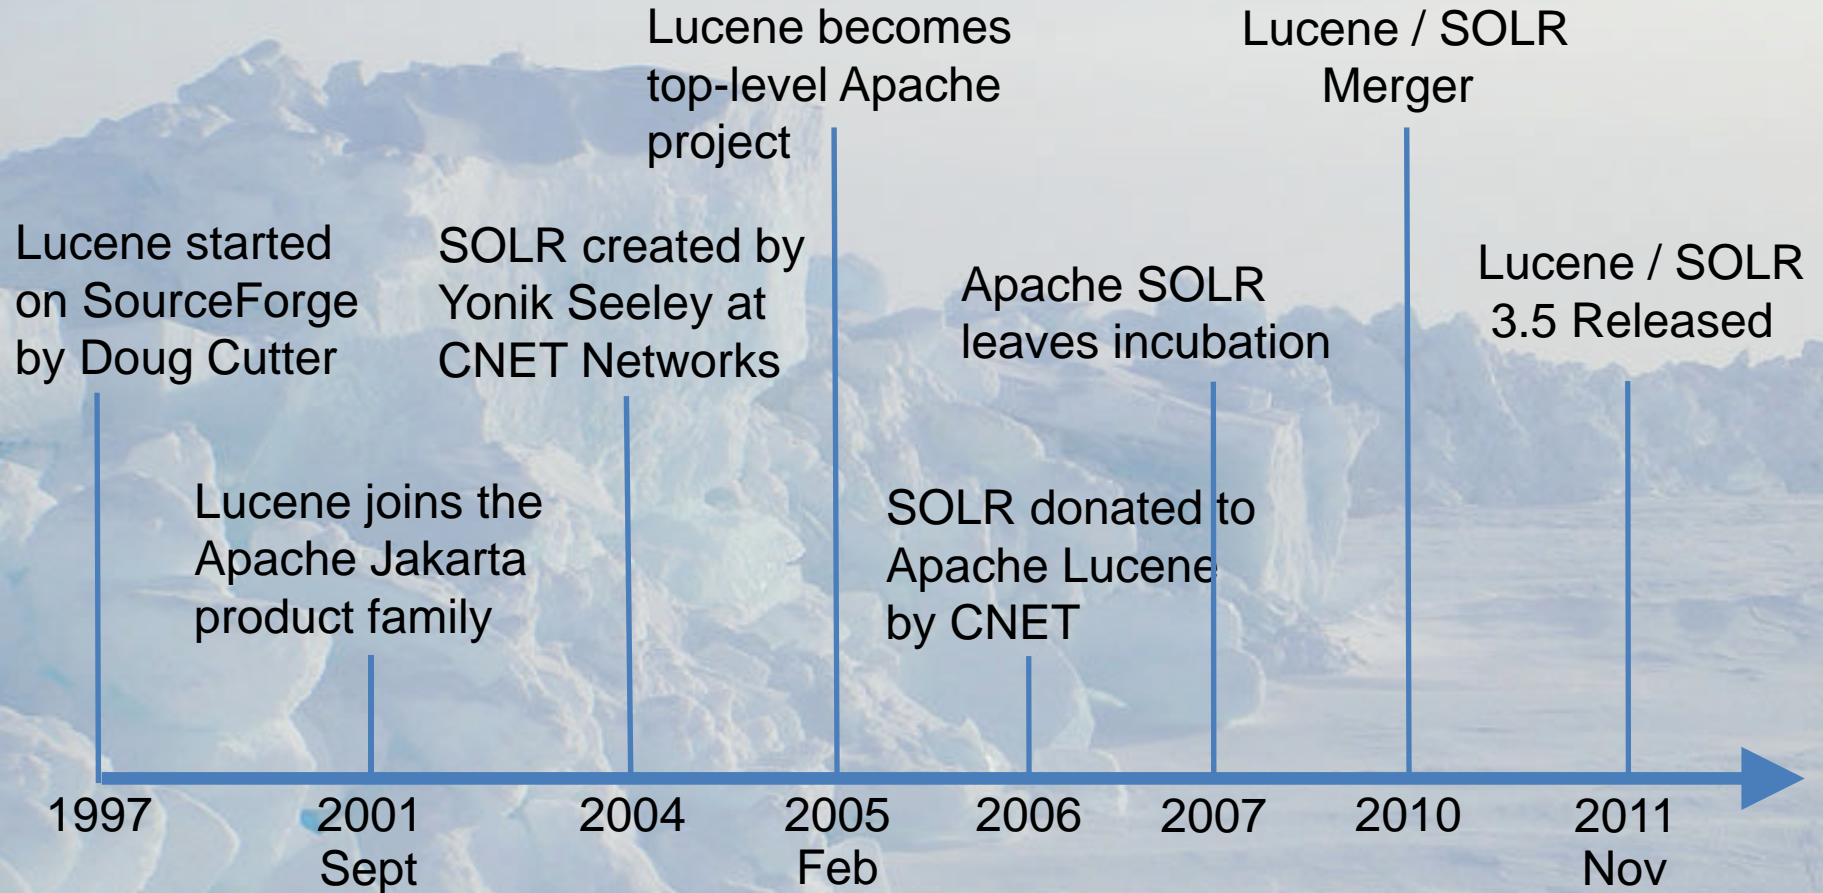 Lucene becomes
top-level Apache
project
Lucene / SOLR
Merger
Lucene started
on SourceForge
by Doug Cutter
SOLR created by
Yonik Seeley at
CNET Networks
Apache SOLR
leaves incubation
Lucene / SOLR
3.5 Released
Lucene joins the
Apache Jakarta
product family
SOLR donated to
Apache Lucene
by CNET
1997
2001
Sept
2004
2005
Feb
2006
2007
2010
2011
Nov